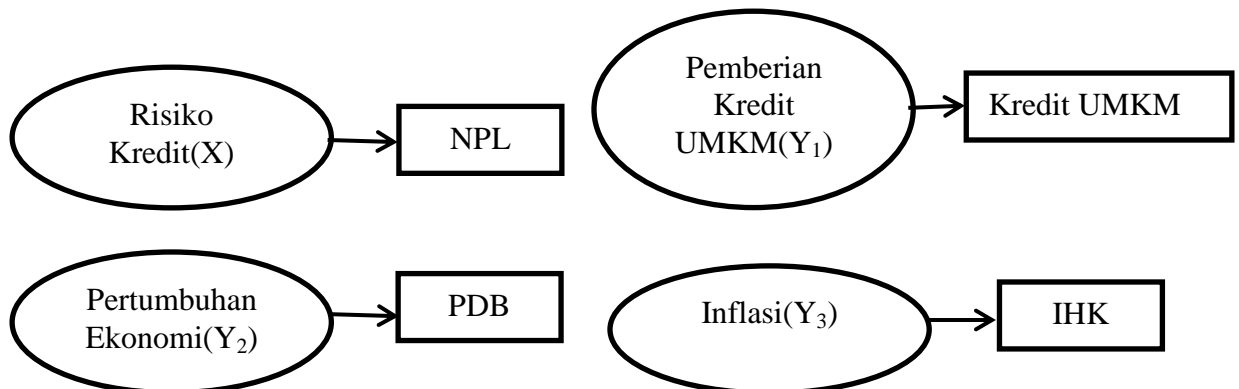 Risiko
Kredit(X)
NPL
Pemberian
Kredit
UMKM(Y₁)
Kredit UMKM
Pertumbuhan
Ekonomi(Y₂)
PDB
Inflasi(Y₃)
IHK